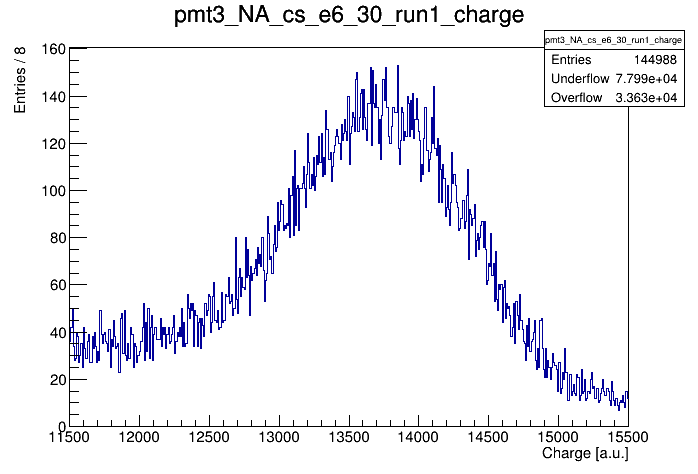 pmt3_NA_cs_e6_30_run1_charge
pmt3_NA_cs_e6_30_run1_charge
Entries 144988
Underflow 7.799e+04
Overflow 3.363e+04
Entries / 8
160
140
120
100
80
60
40
20
0
11500 12000 12500 13000 13500 14000 14500 15000 15500
Charge [a.u.]